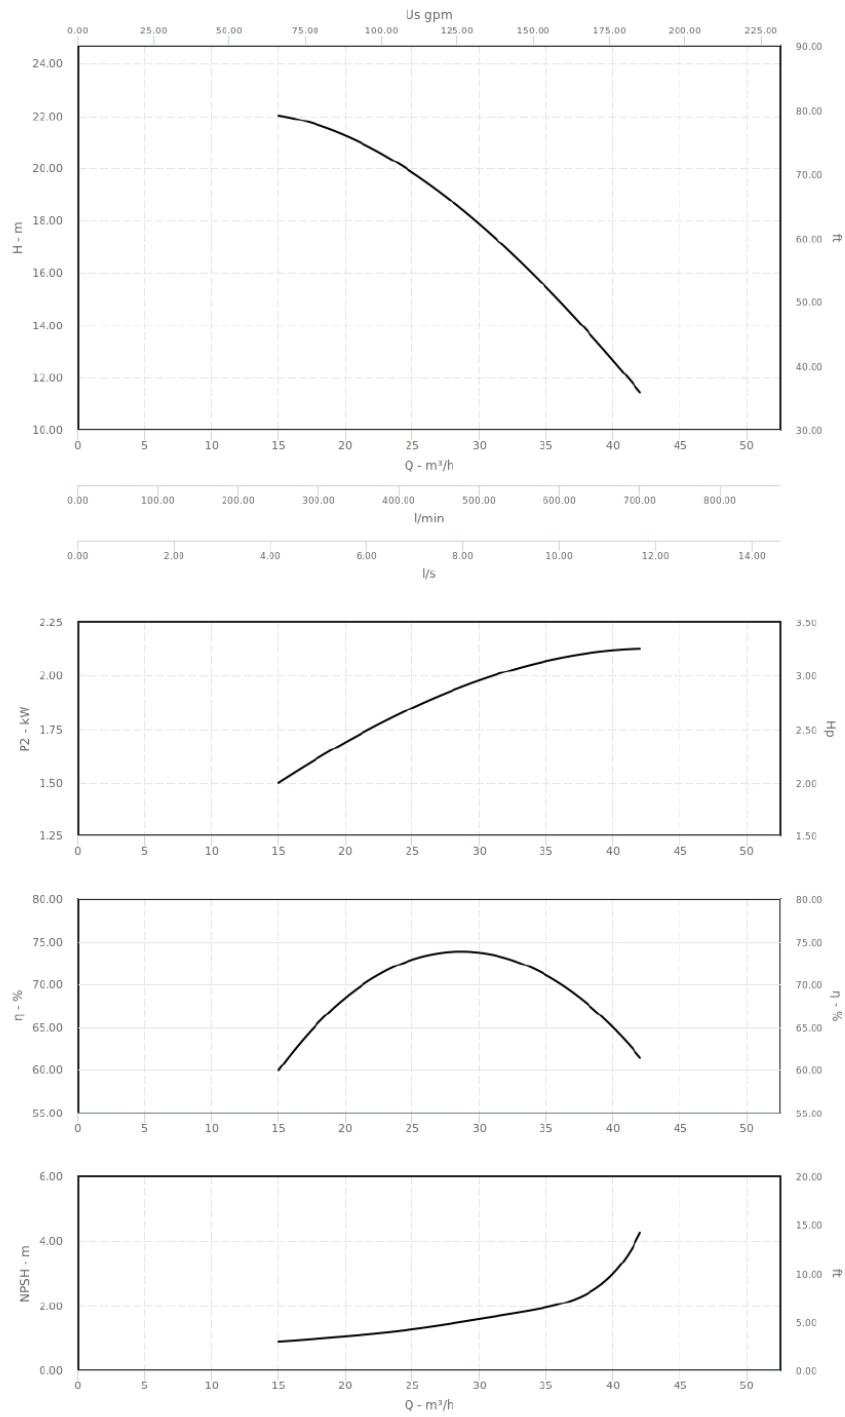 Us gpm
0.00 25.00 50.00 75.00 100.00 125.00 150.00 175.00 200.00 225.00
24.00
22.00
20.00
18.00
16.00
14.00
12.00
10.00
H - m
90.00
80.00
70.00
60.00
50.00
40.00
30.00
ft
0 5 10 15 20 25 30 35 40 45 50
Q - m³/h
0.00 100.00 200.00 300.00 400.00 500.00 600.00 700.00 800.00
l/min
0.00 2.00 4.00 6.00 8.00 10.00 12.00 14.00
l/s
2.25
2.00
1.75
1.50
1.25
P2 - kW
3.50
3.00
2.50
2.00
1.50
Hp
0 5 10 15 20 25 30 35 40 45 50
80.00
75.00
70.00
65.00
60.00
55.00
η - %
80.00
75.00
70.00
65.00
60.00
55.00
η - %
0 5 10 15 20 25 30 35 40 45 50
6.00
4.00
2.00
0.00
NPSH - m
20.00
15.00
10.00
5.00
0.00
ft
0 5 10 15 20 25 30 35 40 45 50
Q - m³/h